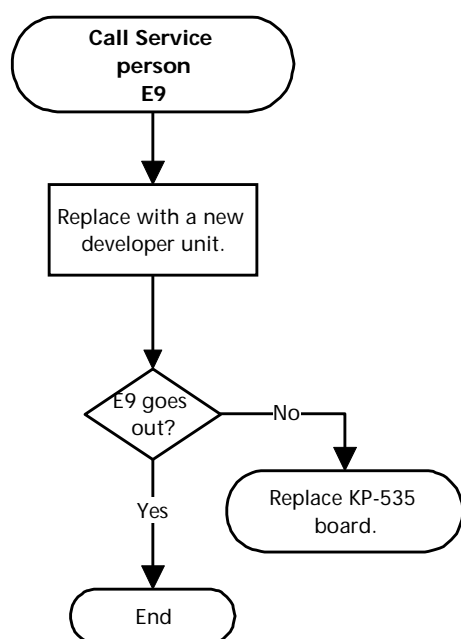 Call Service
person
E9
Replace with a new
developer unit.
E9 goes
out?
No
Replace KP-535
board.
Yes
End